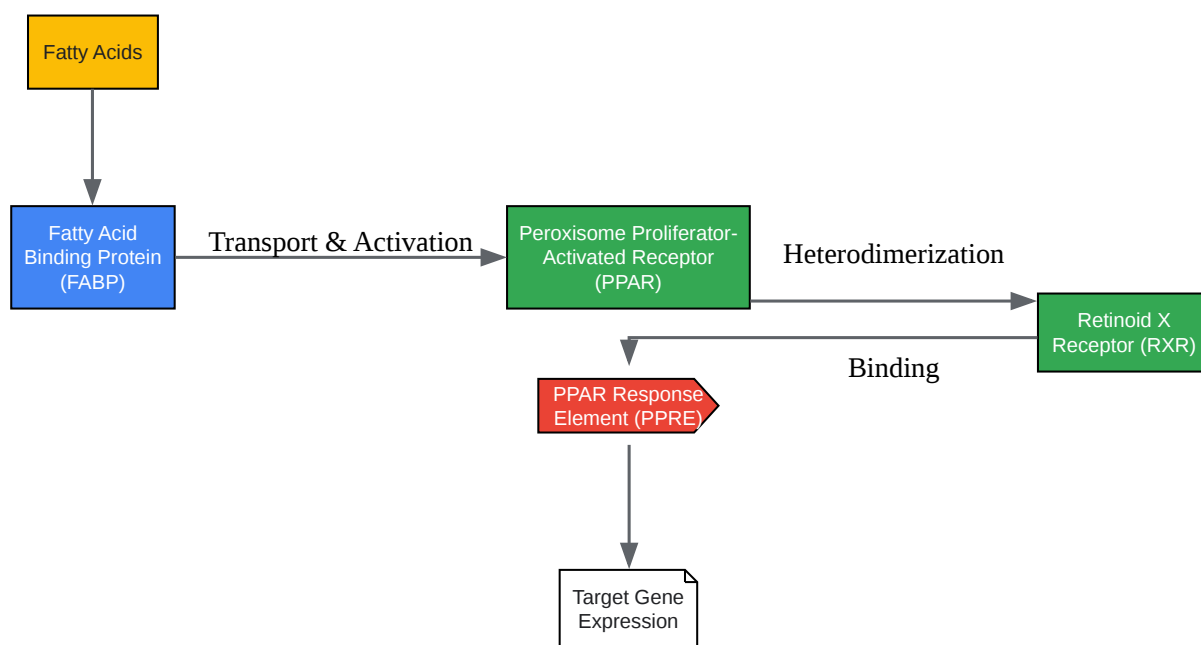 Fatty Acids
Fatty Acid
Binding Protein
(FABP)
Transport & Activation
Peroxisome Proliferator-
Activated Receptor
(PPAR)
Heterodimerization
Retinoid X
Receptor (RXR)
Binding
PPAR Response
Element (PPRE)
Target Gene
Expression